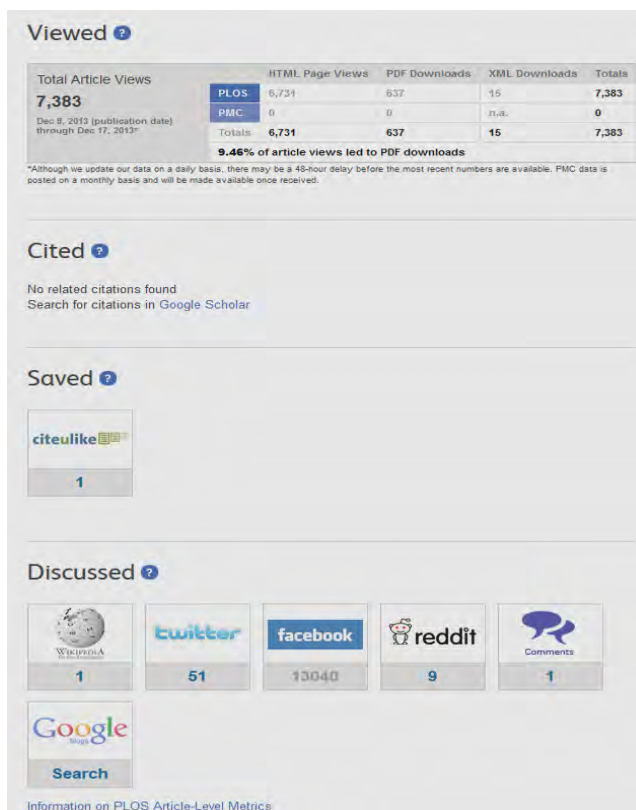 Viewed ?
Total Article Views
7,383
Dec 9, 2013 (publication date)
through Dec 17, 2013*
HTML Page Views PDF Downloads XML Downloads Totals
PLOS 6,731 637 15 7,383
PMC 0 0 n.a. 0
Totals 6,731 637 15 7,383
9.46% of article views led to PDF downloads
*Although we update our data on a daily basis, there may be a 48-hour delay before the most recent numbers are available. PMC data is
posted on a monthly basis and will be made available once received.
Cited ?
No related citations found
Search for citations in Google Scholar
Saved ?
citeulike
1
Discussed ?
WIKIPEDIA
1
twitter
51
facebook
13040
reddit
9
Comments
1
Google
blogs
Search
Information on PLOS Article-Level Metrics